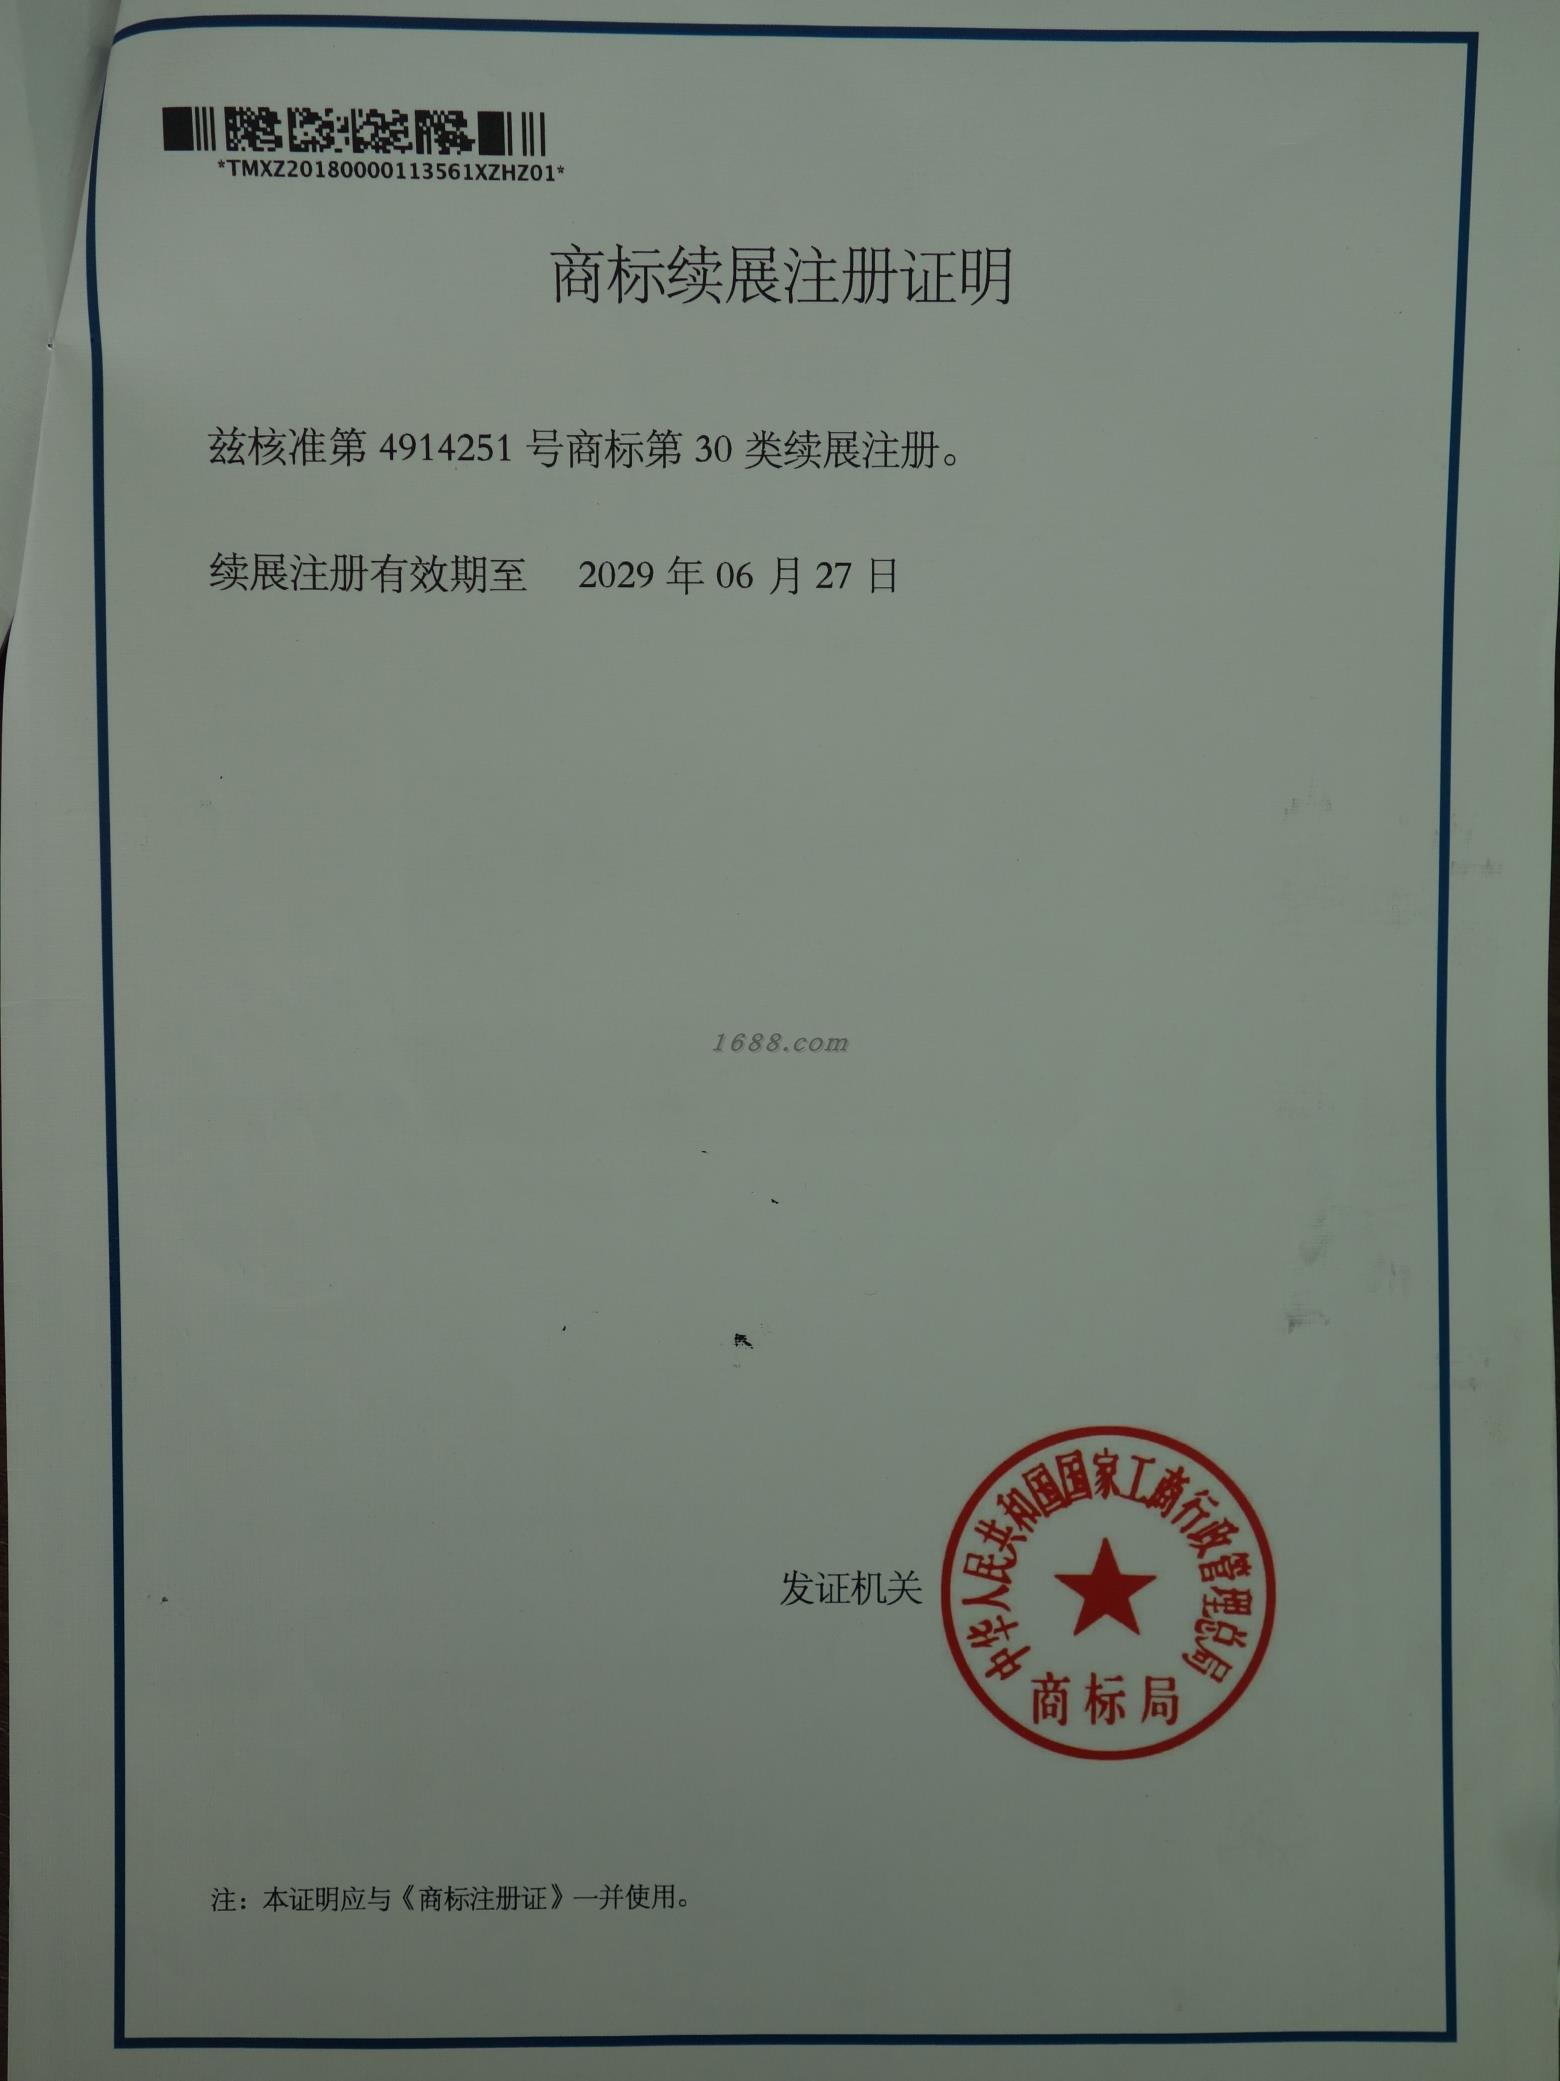 *TMXZ20180000113561XZHZ01*
商标续展注册证明
兹核准第 4914251 号商标第 30 类续展注册。
续展注册有效期至 2029 年 06 月 27 日
1688.com
中华人民共和国国家工商行政管理总局
发证机关
商标局
注：本证明应与《商标注册证》一并使用。